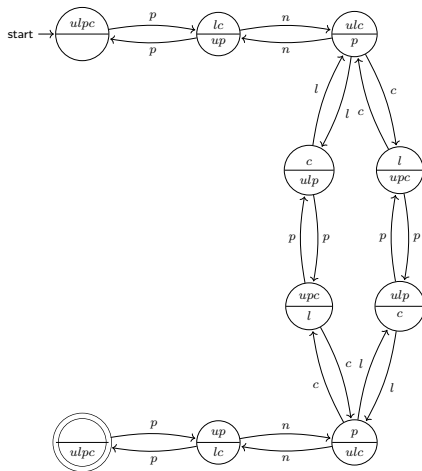 p n
ulpc lc ulc
start
up p
p n
l c
l c
c l
ulp upc
p p p p
upc ulp
l c
c l
c l
p n
up p
ulpc lc ulc
p n